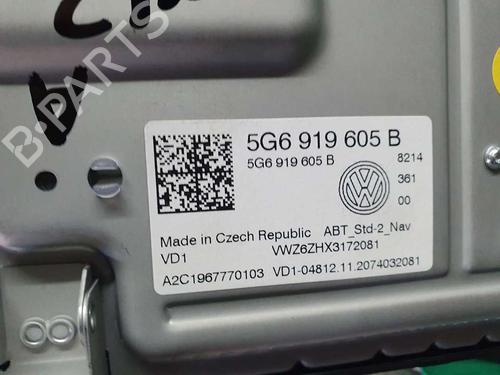 5G6 919 605 B
5G6 919 605 B
8214
361
00
Made in Czech Republic ABT_Std-2_Nav
VD1 VWZ6ZHX3172081
A2C1967770103 VD1-04812.11.2074032081
B-PARTS